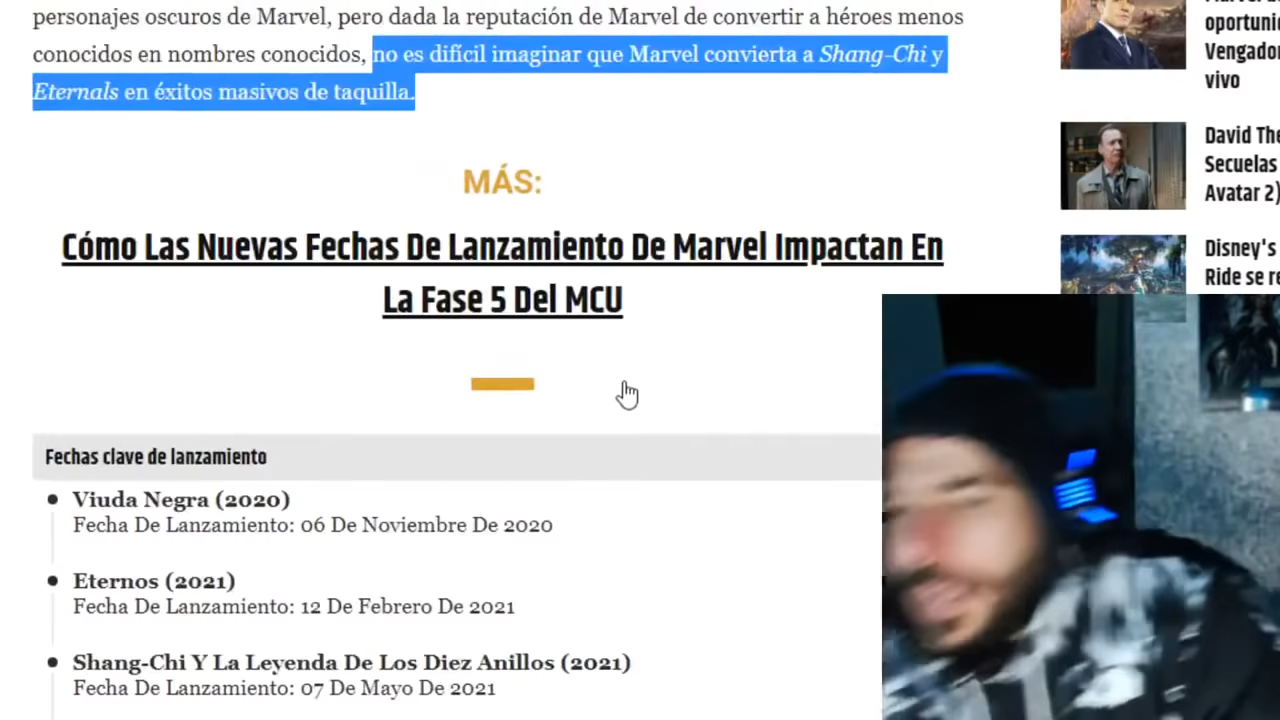 personajes oscuros de Marvel, pero dada la reputación de Marvel de convertir a héroes menos
conocidos en nombres conocidos, no es difícil imaginar que Marvel convierta a Shang-Chi y
Eternals en éxitos masivos de taquilla.
MÁS:
Cómo Las Nuevas Fechas De Lanzamiento De Marvel Impactan En
La Fase 5 Del MCU
Fechas clave de lanzamiento
Viuda Negra (2020)
Fecha De Lanzamiento: 06 De Noviembre De 2020
Eternos (2021)
Fecha De Lanzamiento: 12 De Febrero De 2021
Shang-Chi Y La Leyenda De Los Diez Anillos (2021)
Fecha De Lanzamiento: 07 De Mayo De 2021
oportuni
Vengador
vivo
David The
Secuelas
Avatar 2)
Disney's
Ride se re